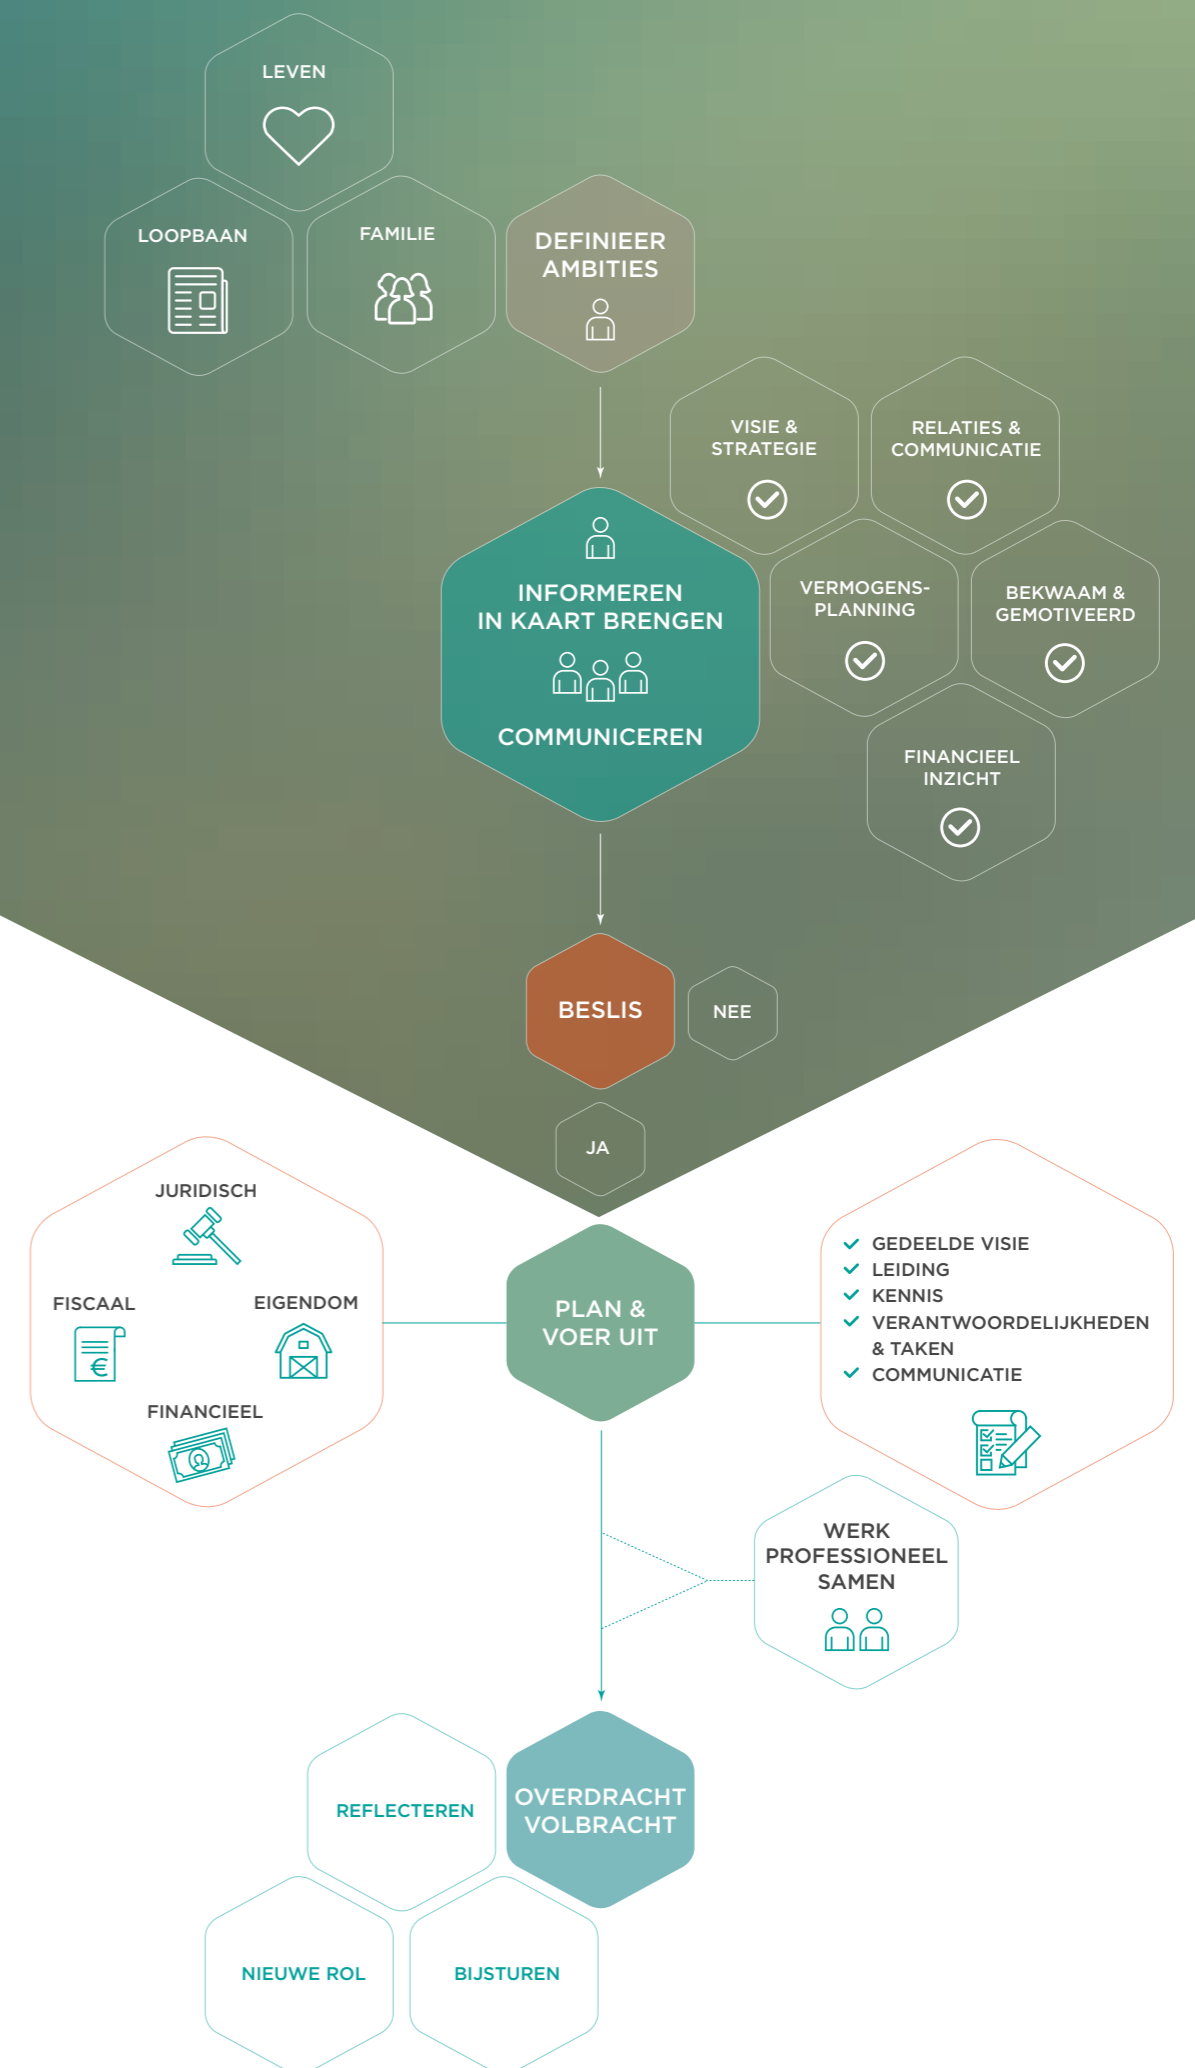 LEVEN
LOOPBAAN
FAMILIE
DEFINIEER
AMBITIES
VISIE &
STRATEGIE
RELATIES &
COMMUNICATIE
INFORMEREN
IN KAART BRENGEN
COMMUNICEREN
VERMOGENS-
PLANNING
BEKWAAM &
GEMOTIVEERD
FINANCIEEL
INZICHT
BESLIS
NEE
JA
JURIDISCH
FISCAAL
EIGENDOM
FINANCIEEL
PLAN &
VOER UIT
GEDEELDE VISIE
LEIDING
KENNIS
VERANTWOORDELIJKHEDEN
& TAKEN
COMMUNICATIE
WERK
PROFESSIONEEL
SAMEN
OVERDRACHT
VOLBRACHT
REFLECTEREN
NIEUWE ROL
BIJSTUREN